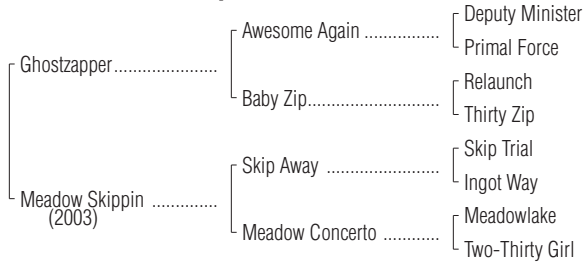 Deputy Minister
Awesome Again ..............
Primal Force
Ghostzapper.....................
Relaunch
Baby Zip...........................
Thirty Zip
Skip Trial
Skip Away ......................
Ingot Way
Meadow Skippin .............
(2003)
Meadowlake
Meadow Concerto ...........
Two-Thirty Girl